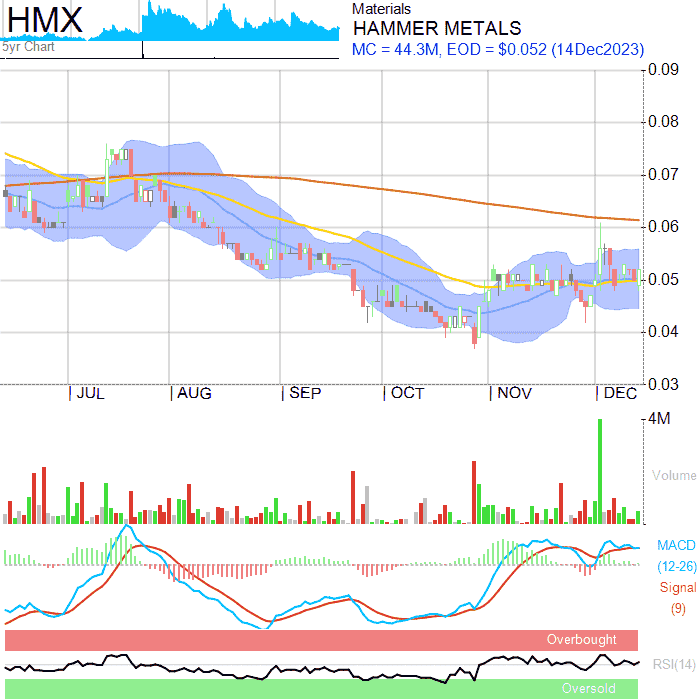 HMX
5yr Chart
Materials
HAMMER METALS
MC = 44.3M, EOD = $0.052 (14Dec2023)
0.09
0.08
0.07
0.06
0.05
0.04
0.03
JUL AUG SEP OCT NOV DEC
4M
Volume
MACD
(12-26)
Signal
(9)
Overbought
RSI(14)
Oversold